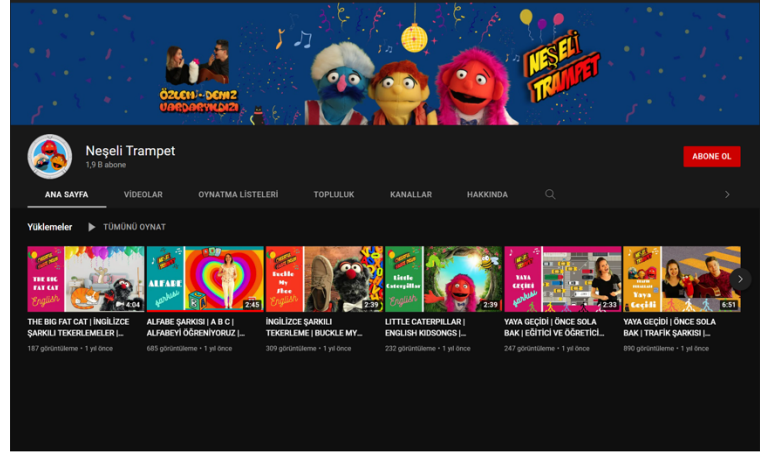 ÖZLEM - DENİZ
VARDARYILDIZI
NEŞELİ
TRAMPET
Neşeli Trampet
1,9 B abone
ABONE OL
ANA SAYFA
VİDEOLAR
OYNATMA LİSTELERİ
TOPLULUK
KANALLAR
HAKKINDA
Yüklemeler
TÜMÜNÜ OYNAT
THE BIG
FAT CAT
English
4:04
ALFABE
şarkısı
2:45
Buckle
My
Shoe
English
2:39
Little
Caterpillar
English
2:39
YAYA
GEÇİDİ
şarkısı
2:33
Yaya
Geçidi
6:51
THE BIG FAT CAT | İNGİLİZCE
ŞARKILI TEKERLEMELER |...
187 görüntüleme • 1 yıl önce
ALFABE ŞARKISI | A B C |
ALFABEYİ ÖĞRENİYORUZ |...
685 görüntüleme • 1 yıl önce
İNGİLİZCE ŞARKILI
TEKERLEME | BUCKLE MY...
309 görüntüleme • 1 yıl önce
LITTLE CATERPILLAR |
ENGLISH KIDSONGS |...
232 görüntüleme • 1 yıl önce
YAYA GEÇİDİ | ÖNCE SOLA
BAK | EĞİTİCİ VE ÖĞRETİCİ...
247 görüntüleme • 1 yıl önce
YAYA GEÇİDİ | ÖNCE SOLA
BAK | TRAFİK ŞARKISI |...
890 görüntüleme • 1 yıl önce